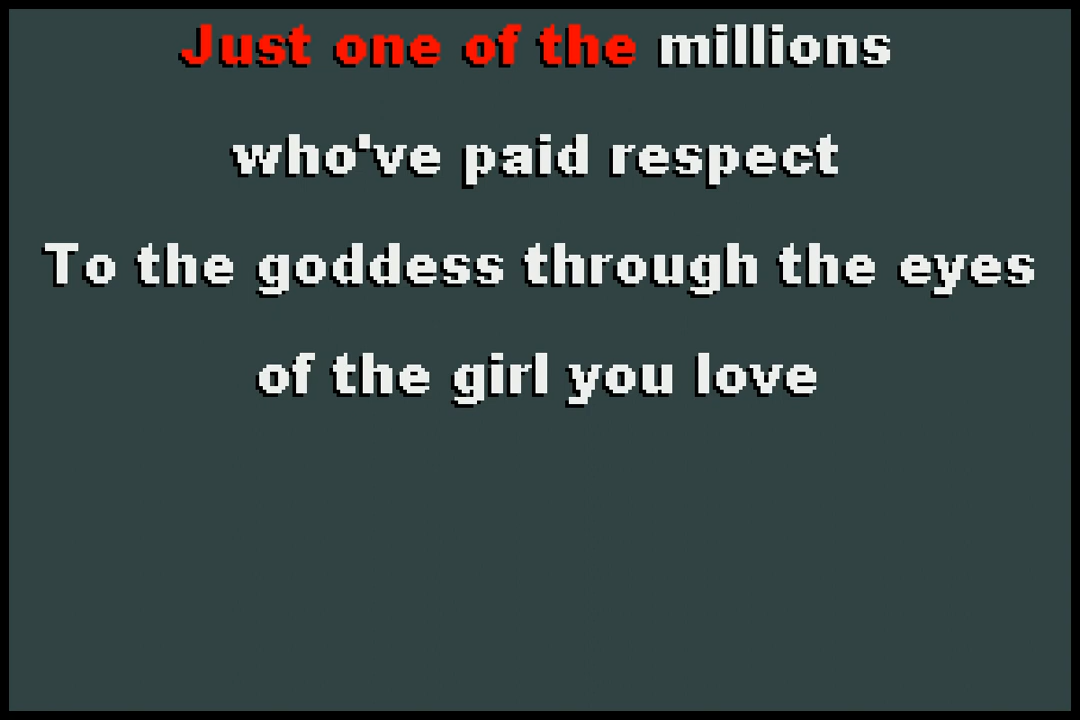 Just one of the millions
who've paid respect
To the goddess through the eyes
of the girl you love